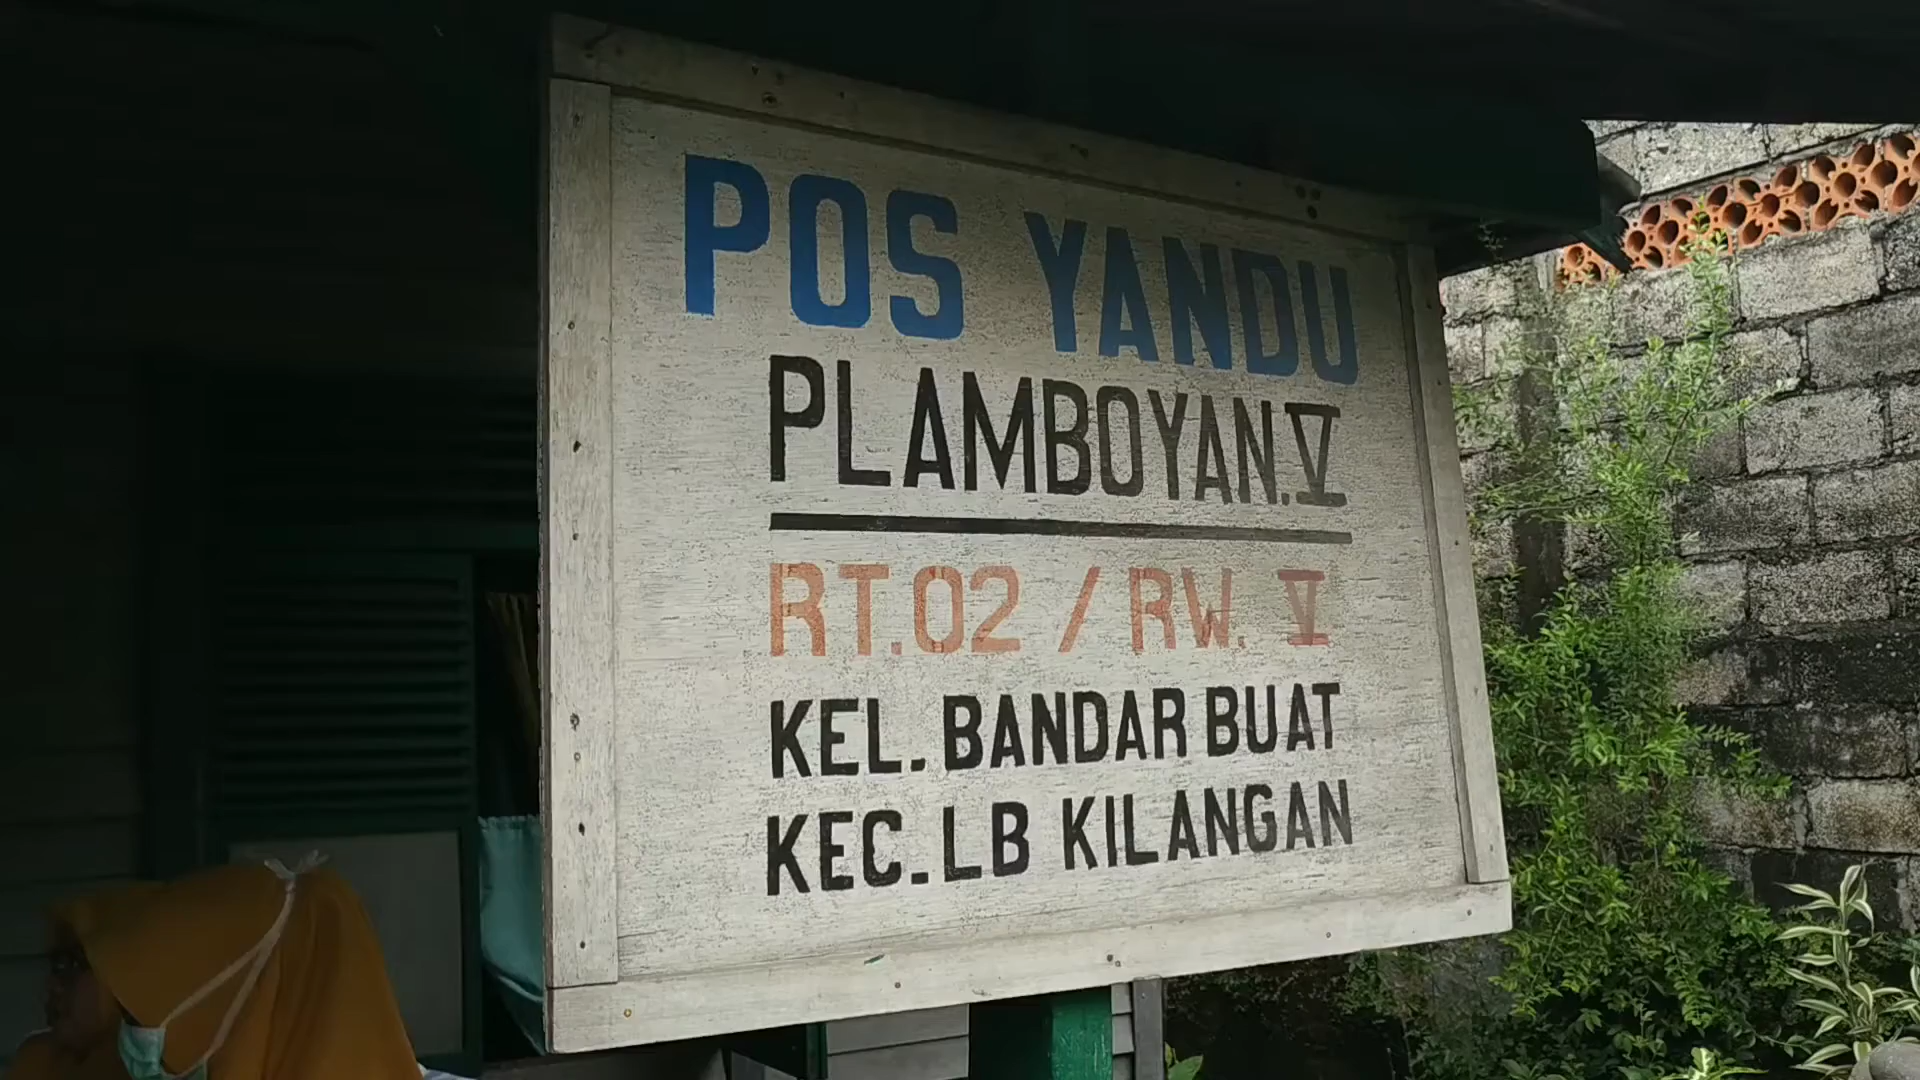 POS YANDU
PLAMBOYAN.V
RT.02 / RW. V
KEL. BANDAR BUAT
KEC. LB KILANGAN